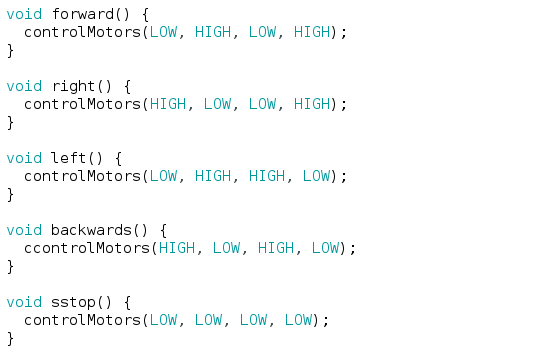 void forward() {
  controlMotors(LOW, HIGH, LOW, HIGH);
}

void right() {
  controlMotors(HIGH, LOW, LOW, HIGH);
}

void left() {
  controlMotors(LOW, HIGH, HIGH, LOW);
}

void backwards() {
  ccontrolMotors(HIGH, LOW, HIGH, LOW);
}

void sstop() {
  controlMotors(LOW, LOW, LOW, LOW);
}